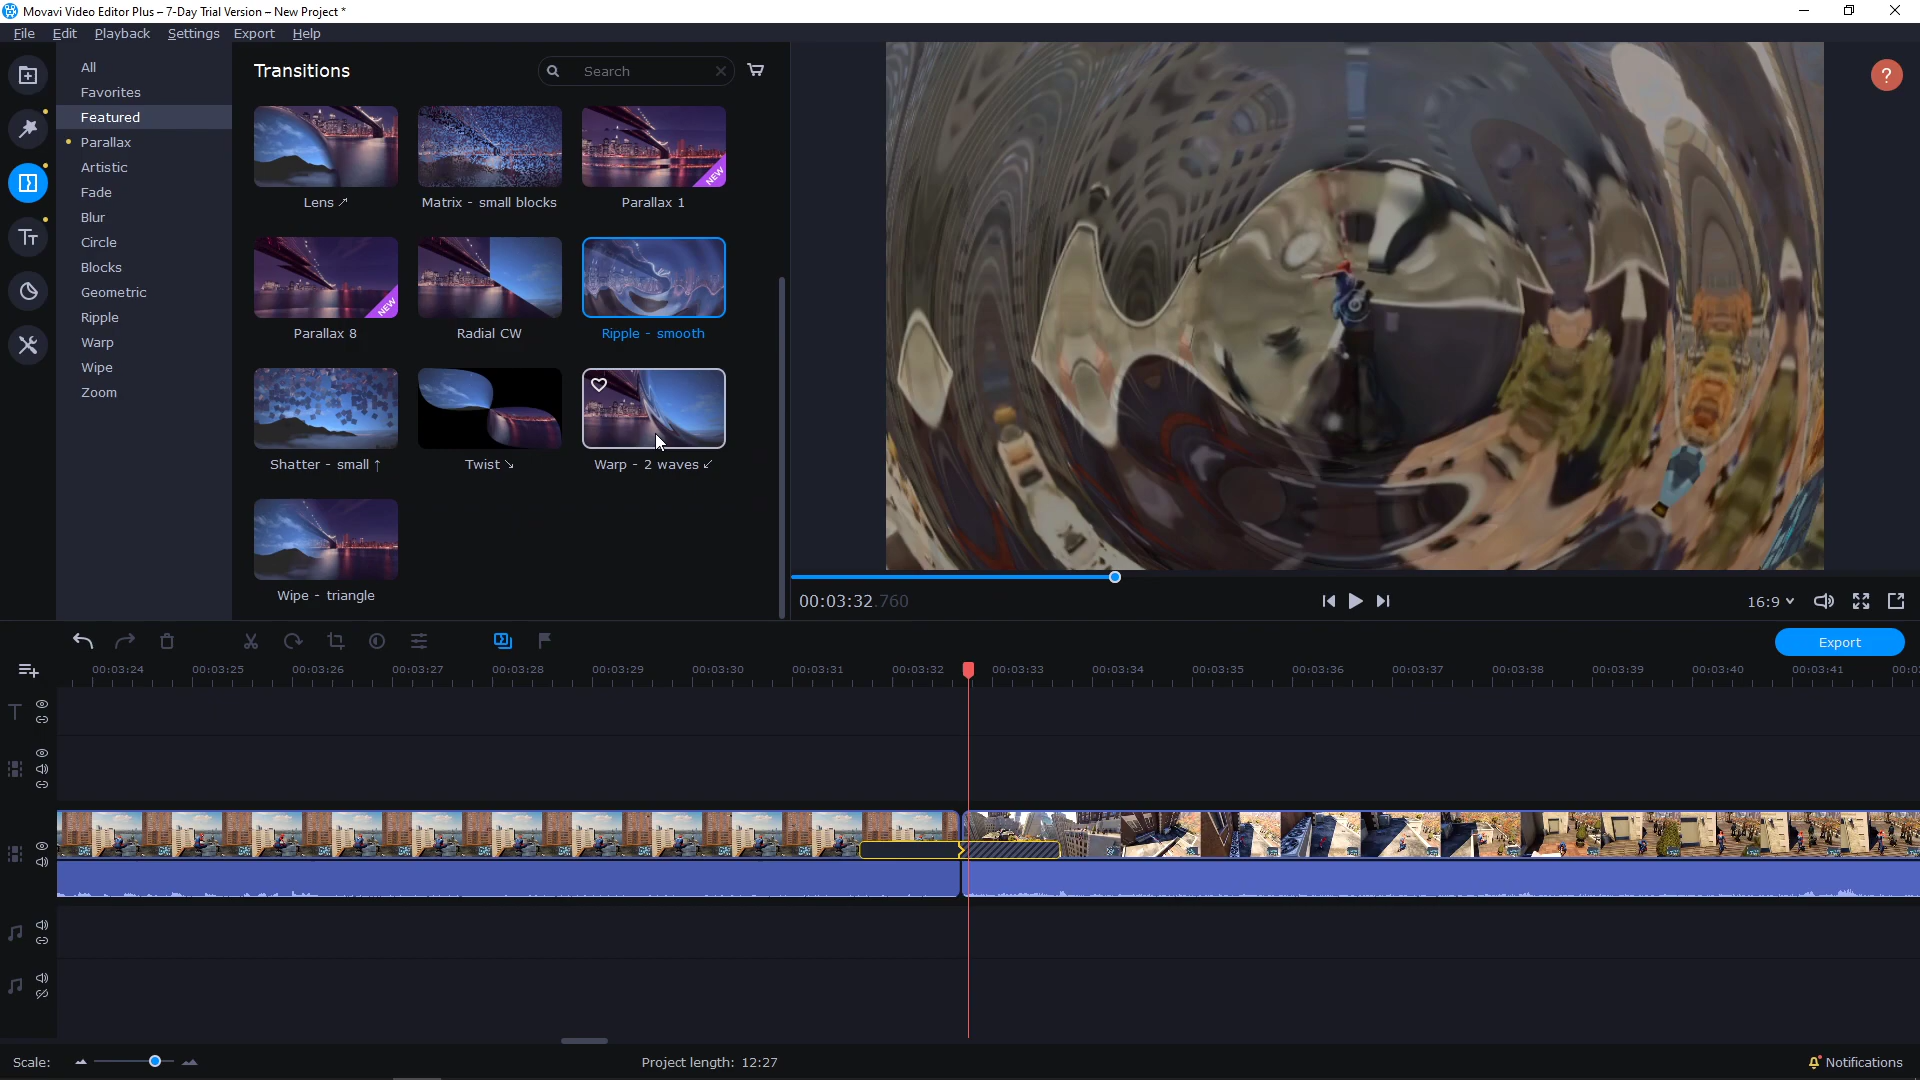 Movavi Video Editor Plus – 7-Day Trial Version – New Project *
File Edit Playback Settings Export Help
All
Favorites
Featured
Parallax
Artistic
Fade
Blur
Circle
Blocks
Geometric
Ripple
Warp
Wipe
Zoom
Transitions
Search
NEW
Lens ↗ Matrix - small blocks Parallax 1
NEW
Parallax 8 Radial CW Ripple - smooth
Shatter - small ↑ Twist ↘ Warp - 2 waves ↙
Wipe - triangle
?
00:03:32.760
16:9
Export
00:03:24 00:03:25 00:03:26 00:03:27 00:03:28 00:03:29 00:03:30 00:03:31 00:03:32 00:03:33 00:03:34 00:03:35 00:03:36 00:03:37 00:03:38 00:03:39 00:03:40 00:03:41
Scale:
Project length: 12:27
Notifications